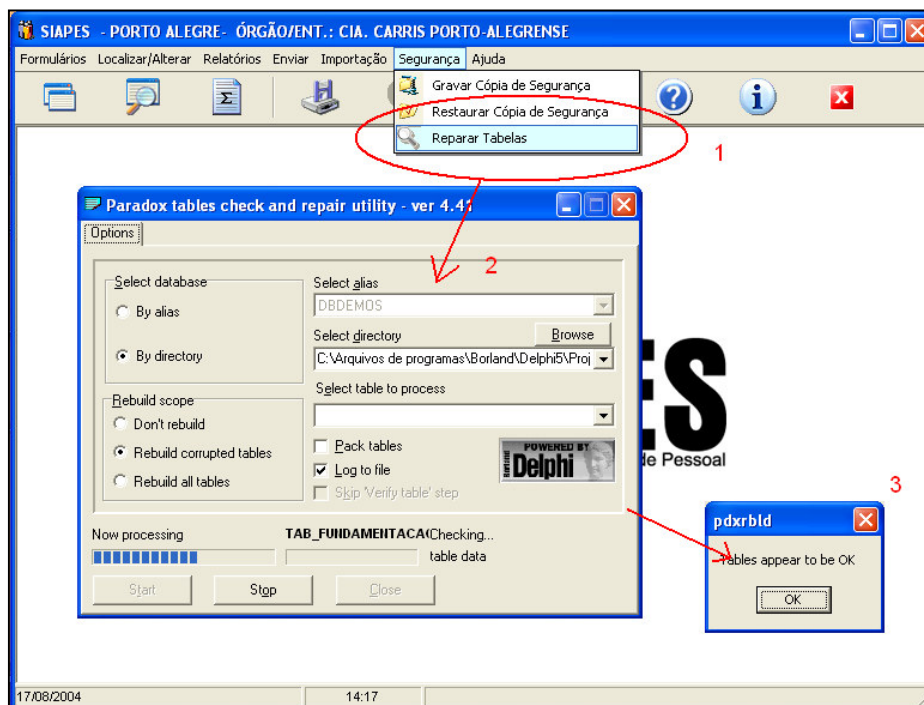 SIAPES - PORTO ALEGRE- ÓRGÃO/ENT.: CIA. CARRIS PORTO-ALEGRENSE
Formulários Localizar/Alterar Relatórios Enviar Importação Segurança Ajuda
Gravar Cópia de Segurança
Restaurar Cópia de Segurança
Reparar Tabelas
1
Paradox tables check and repair utility - ver 4.41
Options
2
Select database
By alias
By directory
Select alias
DBDEMOS
Select directory
Browse
C:\Arquivos de programas\Borland\Delphi5\Proj
Select table to process
Rebuild scope
Don't rebuild
Rebuild corrupted tables
Rebuild all tables
Pack tables
Log to file
Skip 'Verify table' step
POWERED BY
Borland
Delphi
ES
de Pessoal
3
Now processing
TAB_FUNDAMENTACA
Checking...
table data
Start
Stop
Close
pdxrbld
Tables appear to be OK
OK
17/08/2004
14:17